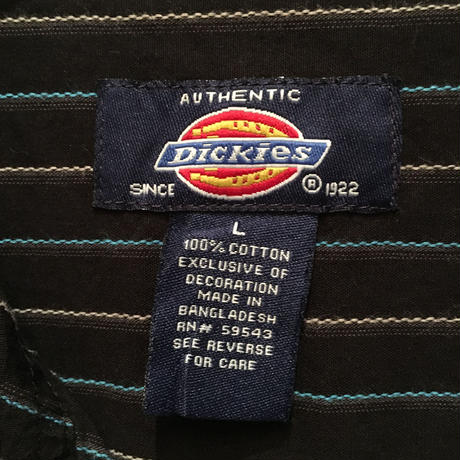 AUTHENTIC
Dickies
SINCE ® 1922
L
100% COTTON
EXCLUSIVE OF
DECORATION
MADE IN
BANGLADESH
RN# 59543
SEE REVERSE
FOR CARE